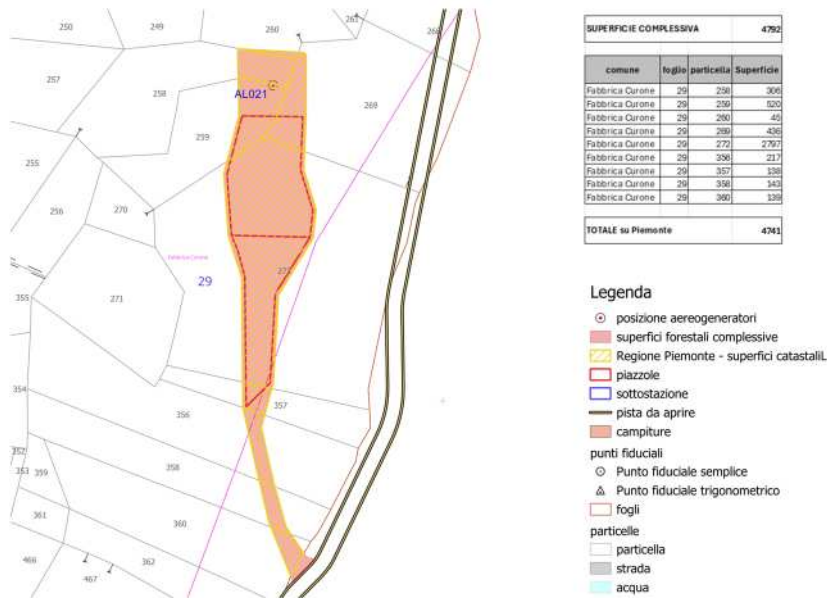 250
249
260
261
268
257
258
AL021
269
259
255
256
270
Fabbrica Curone
29
271
355
354
356
357
352
353
359
358
361
360
466
467
362
SUPERFICIE COMPLESSIVA 4792
comune foglio particella Superficie
Fabbrica Curone 29 258 306
Fabbrica Curone 29 259 520
Fabbrica Curone 29 260 45
Fabbrica Curone 29 269 436
Fabbrica Curone 29 272 2797
Fabbrica Curone 29 356 217
Fabbrica Curone 29 357 138
Fabbrica Curone 29 358 143
Fabbrica Curone 29 360 139
TOTALE su Piemonte 4741
Legenda
posizione aereogeneratori
superfici forestali complessive
Regione Piemonte - superfici catastaliL
piazzole
sottostazione
pista da aprire
campiture
punti fiduciali
Punto fiduciale semplice
Punto fiduciale trigonometrico
fogli
particelle
particella
strada
acqua